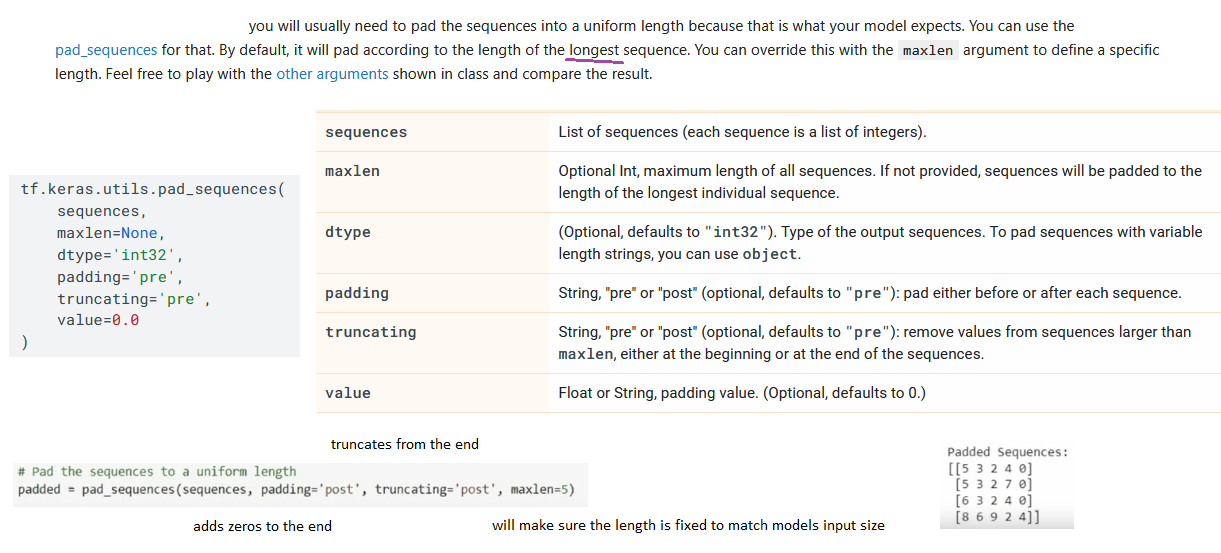 you will usually need to pad the sequences into a uniform length because that is what your model expects. You can use the
pad_sequences for that. By default, it will pad according to the length of the longest sequence. You can override this with the maxlen argument to define a specific
length. Feel free to play with the other arguments shown in class and compare the result.
tf.keras.utils.pad_sequences(
    sequences,
    maxlen=None,
    dtype='int32',
    padding='pre',
    truncating='pre',
    value=0.0
)
sequences List of sequences (each sequence is a list of integers).
maxlen Optional Int, maximum length of all sequences. If not provided, sequences will be padded to the
length of the longest individual sequence.
dtype (Optional, defaults to "int32"). Type of the output sequences. To pad sequences with variable
length strings, you can use object.
padding String, "pre" or "post" (optional, defaults to "pre"): pad either before or after each sequence.
truncating String, "pre" or "post" (optional, defaults to "pre"): remove values from sequences larger than
maxlen, either at the beginning or at the end of the sequences.
value Float or String, padding value. (Optional, defaults to 0.)
truncates from the end
# Pad the sequences to a uniform length
padded = pad_sequences(sequences, padding='post', truncating='post', maxlen=5)
adds zeros to the end
will make sure the length is fixed to match models input size
Padded Sequences:
[[5 3 2 4 0]
 [5 3 2 7 0]
 [6 3 2 4 0]
 [8 6 9 2 4]]